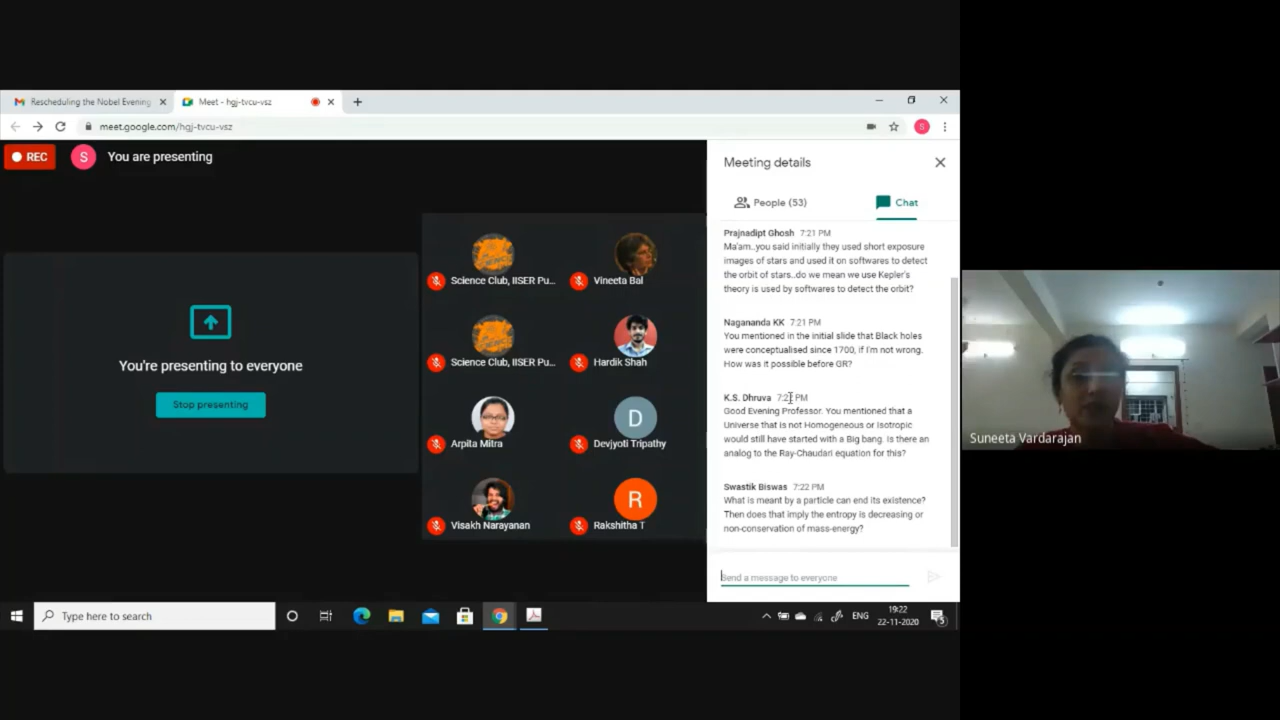 Rescheduling the Nobel Evening
Meet - hgj-tvcu-vsz
meet.google.com/hgj-tvcu-vsz
S
REC
S
You are presenting
You're presenting to everyone
Stop presenting
Science Club, IISER Pu...
Vineeta Bal
Science Club, IISER Pu...
Hardik Shah
D
Arpita Mitra
Devjyoti Tripathy
R
Visakh Narayanan
Rakshitha T
Meeting details
People (53)
Chat
Prajnadipt Ghosh 7:21 PM
Ma'am..you said initially they used short exposure
images of stars and used it on softwares to detect
the orbit of stars..do we mean we use Kepler's
theory is used by softwares to detect the orbit?
Nagananda KK 7:21 PM
You mentioned in the initial slide that Black holes
were conceptualised since 1700, if I'm not wrong.
How was it possible before GR?
K.S. Dhruva PM
Good Evening Professor. You mentioned that a
Universe that is not Homogeneous or Isotropic
would still have started with a Big bang. Is there an
analog to the Ray-Chaudari equation for this?
Swastik Biswas 7:22 PM
What is meant by a particle can end its existence?
Then does that imply the entropy is decreasing or
non-conservation of mass-energy?
Send a message to everyone
Type here to search
ENG
19:22
22-11-2020
5
Suneeta Vardarajan